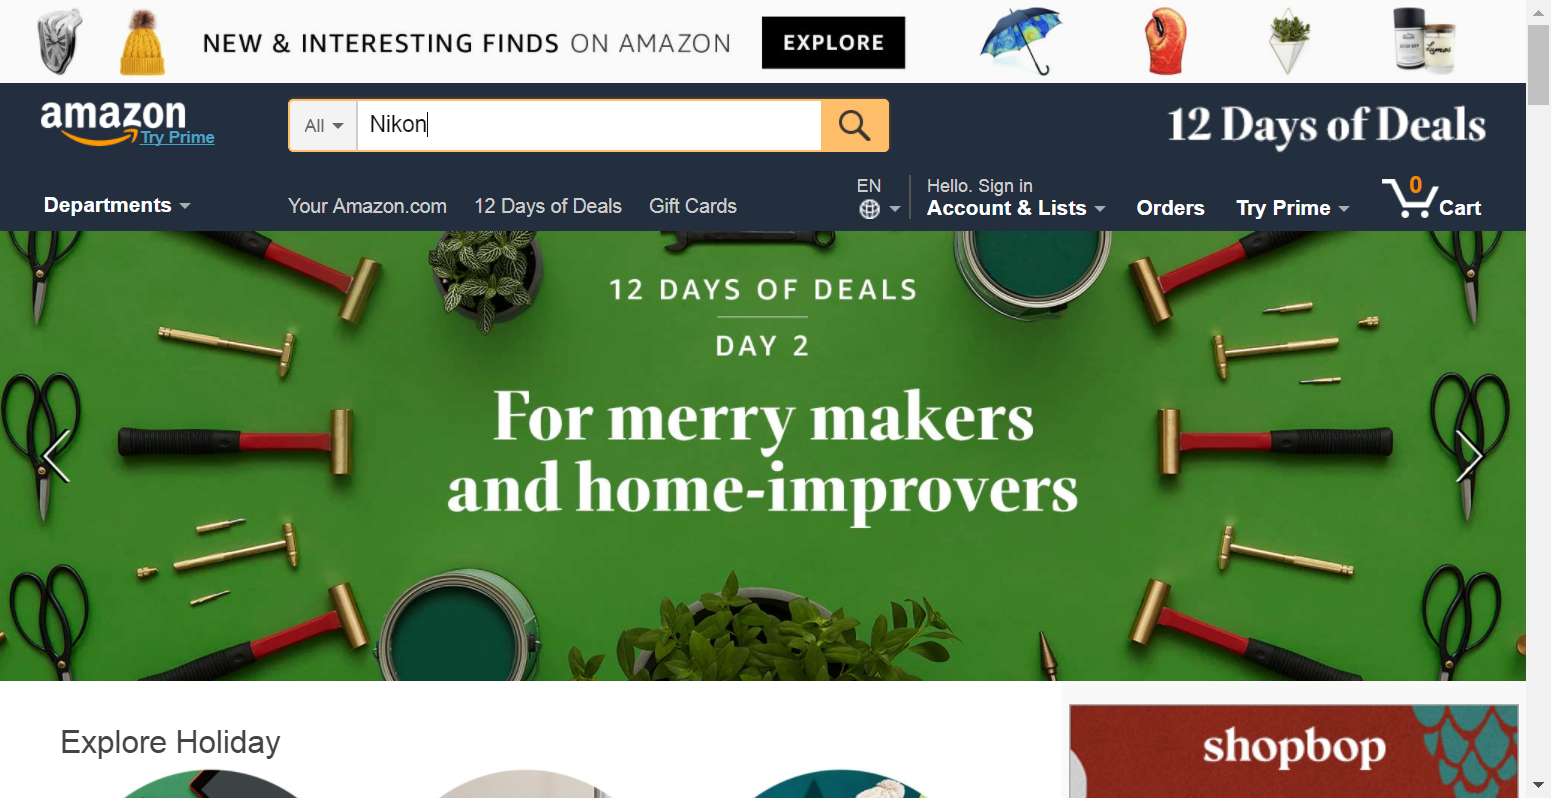 NEW & INTERESTING FINDS ON AMAZON
EXPLORE
Lumos
amazon
Try Prime
All
Nikon
12 Days of Deals
Departments
Your Amazon.com
12 Days of Deals
Gift Cards
EN
Hello. Sign in
Account & Lists
Orders
Try Prime
0
Cart
12 DAYS OF DEALS
DAY 2
For merry makers
and home-improvers
Explore Holiday
shopbop